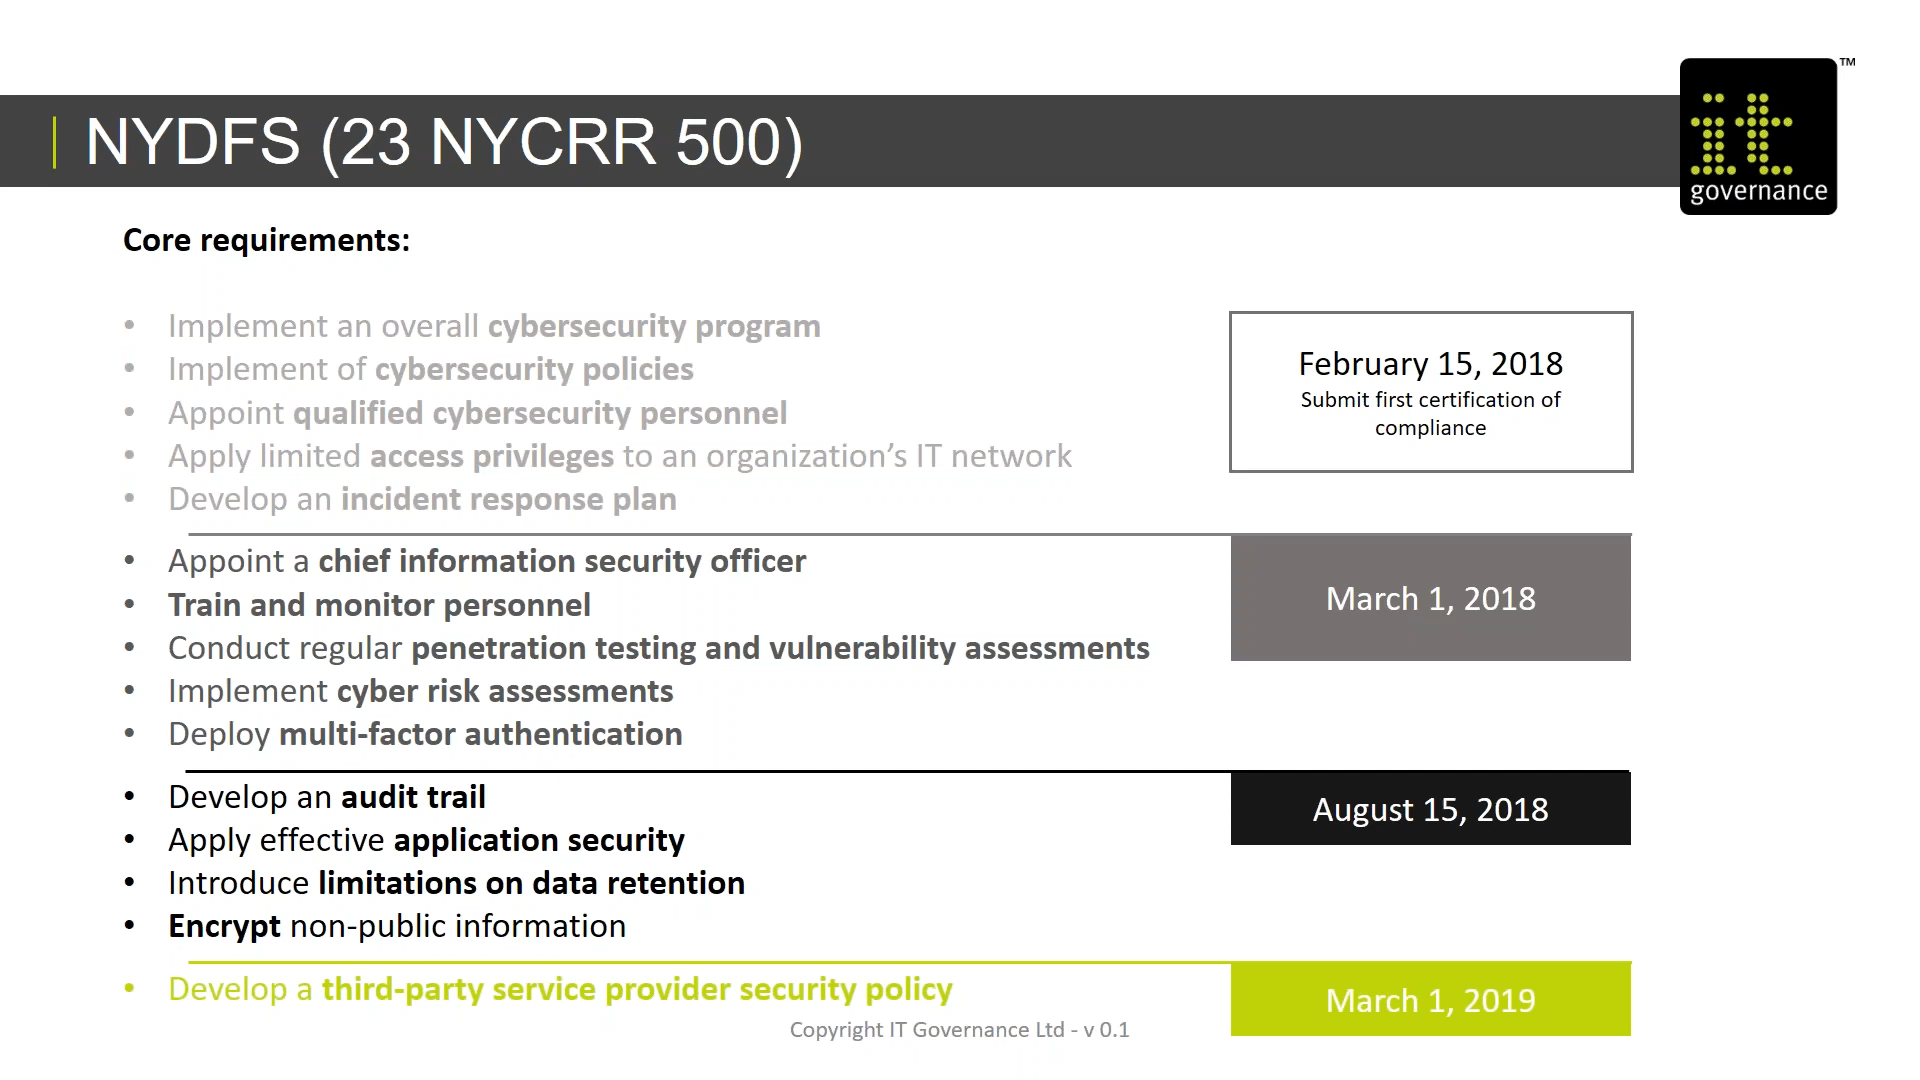 ™
NYDFS (23 NYCRR 500)
it
governance
Core requirements:
• Implement an overall cybersecurity program
• Implement of cybersecurity policies
• Appoint qualified cybersecurity personnel
• Apply limited access privileges to an organization’s IT network
• Develop an incident response plan
February 15, 2018
Submit first certification of
compliance
• Appoint a chief information security officer
• Train and monitor personnel
• Conduct regular penetration testing and vulnerability assessments
• Implement cyber risk assessments
• Deploy multi-factor authentication
March 1, 2018
• Develop an audit trail
• Apply effective application security
• Introduce limitations on data retention
• Encrypt non-public information
August 15, 2018
• Develop a third-party service provider security policy
March 1, 2019
Copyright IT Governance Ltd - v 0.1